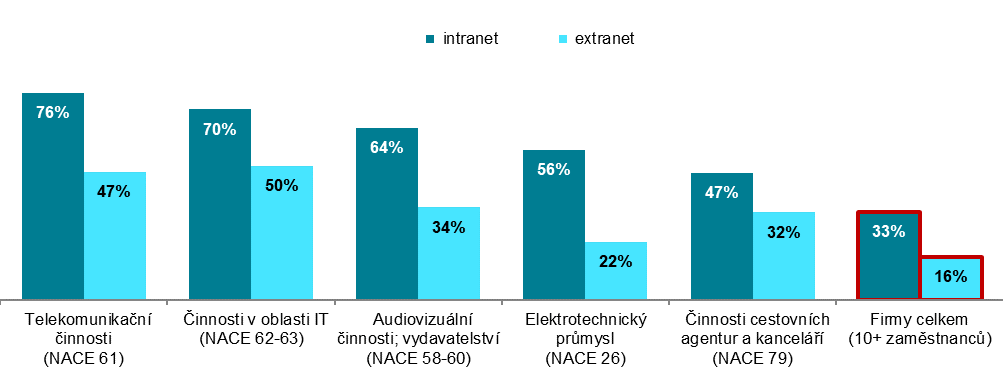 intranet
extranet
76%
47%
70%
50%
64%
34%
56%
22%
47%
32%
33%
16%
Telekomunikační
činnosti
(NACE 61)
Činnosti v oblasti IT
(NACE 62-63)
Audiovizuální
činnosti; vydavatelství
(NACE 58-60)
Elektrotechnický
průmysl
(NACE 26)
Činnosti cestovních
agentur a kanceláří
(NACE 79)
Firmy celkem
(10+ zaměstnanců)